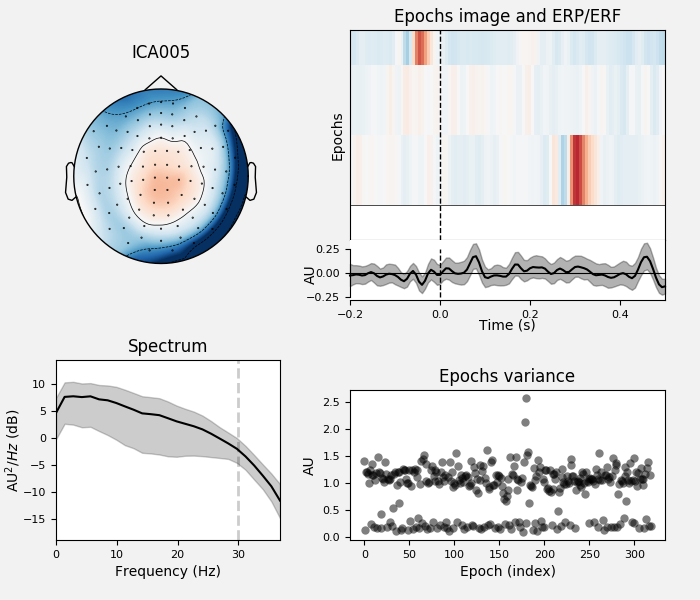 ICA005
Epochs image and ERP/ERF
Epochs
0.25
0.00
−0.25
AU
−0.2 0.0 0.2 0.4
Time (s)
Spectrum
10
5
0
−5
−10
−15
AU²/Hz (dB)
0 10 20 30
Frequency (Hz)
Epochs variance
2.5
2.0
1.5
1.0
0.5
0.0
AU
0 50 100 150 200 250 300
Epoch (index)